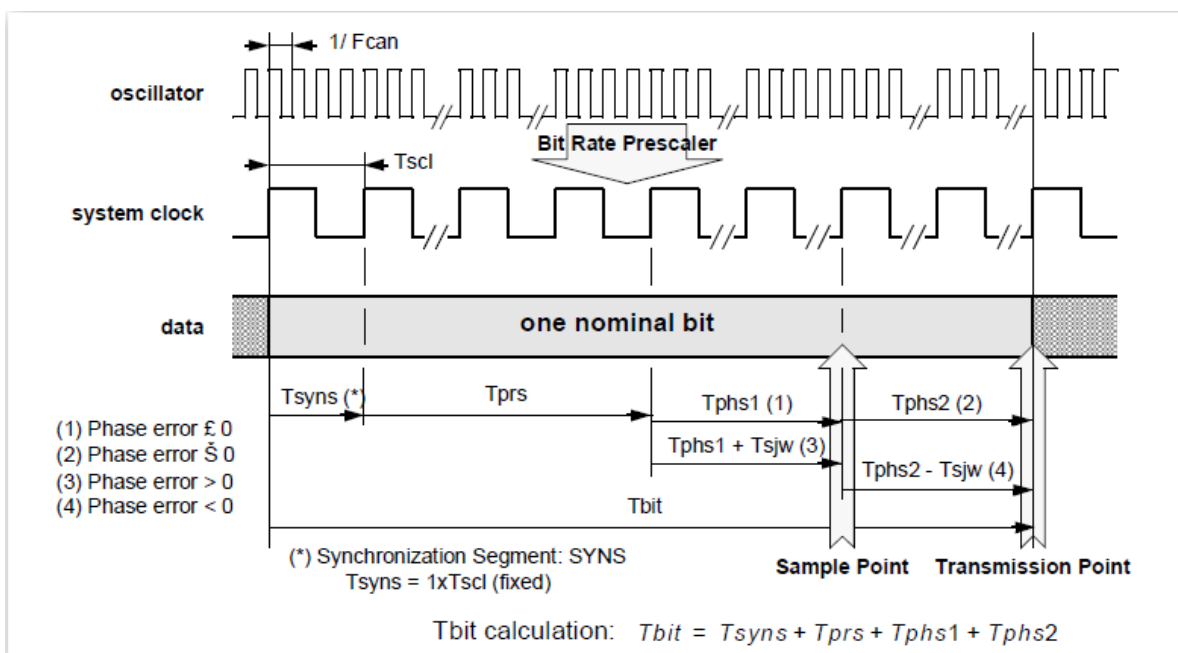 1/ Fcan
oscillator
Bit Rate Prescaler
Tscl
system clock
data
one nominal bit
Tsyns (*)
Tprs
Tphs1 (1)
Tphs2 (2)
(1) Phase error £ 0
(2) Phase error Š 0
(3) Phase error > 0
(4) Phase error < 0
Tphs1 + Tsjw (3)
Tphs2 - Tsjw (4)
Tbit
(*) Synchronization Segment: SYNS
Tsyns = 1xTscl (fixed)
Sample Point
Transmission Point
Tbit calculation: Tbit = Tsyns + Tprs + Tphs1 + Tphs2